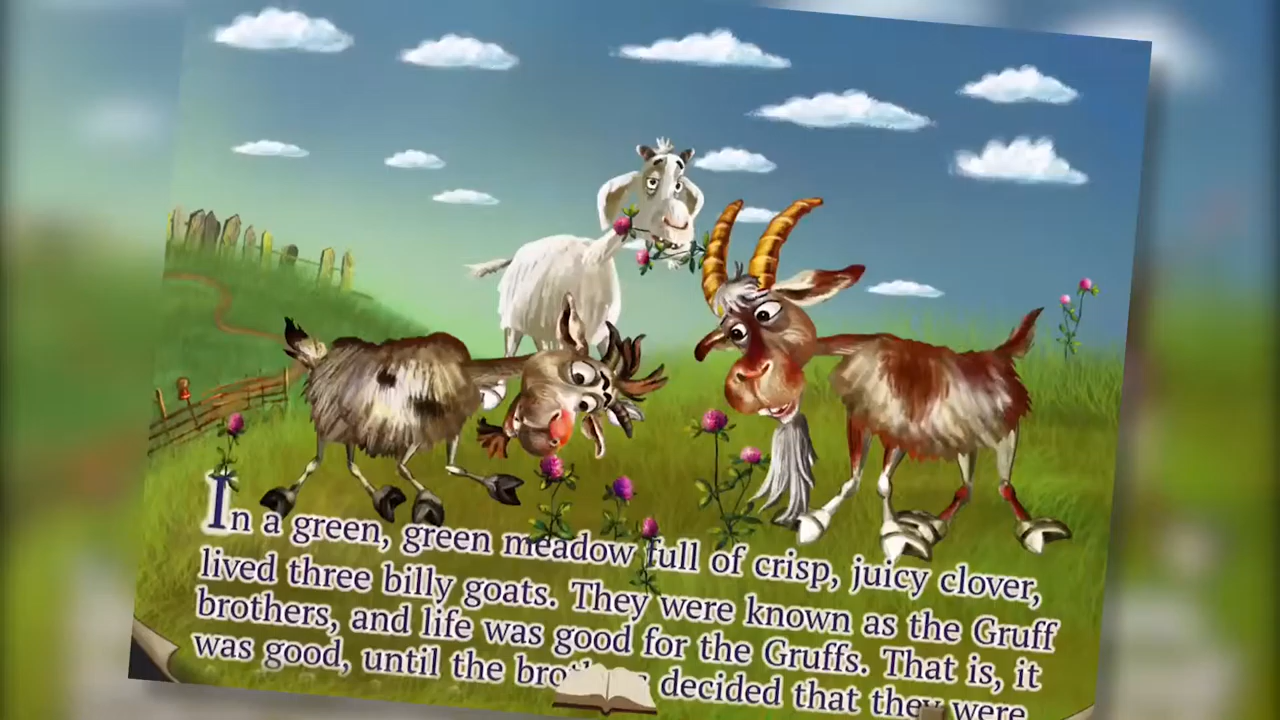 In a green, green meadow full of crisp, juicy clover,
lived three billy goats. They were known as the Gruff
brothers, and life was good for the Gruffs. That is, it
was good, until the decided that they were